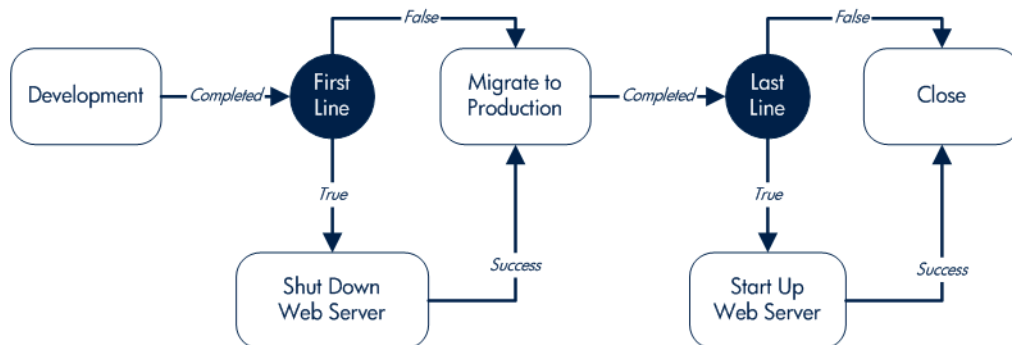 False
False
Development
Completed
First
Line
Migrate to
Production
Completed
Last
Line
Close
True
True
Success
Success
Shut Down
Web Server
Start Up
Web Server